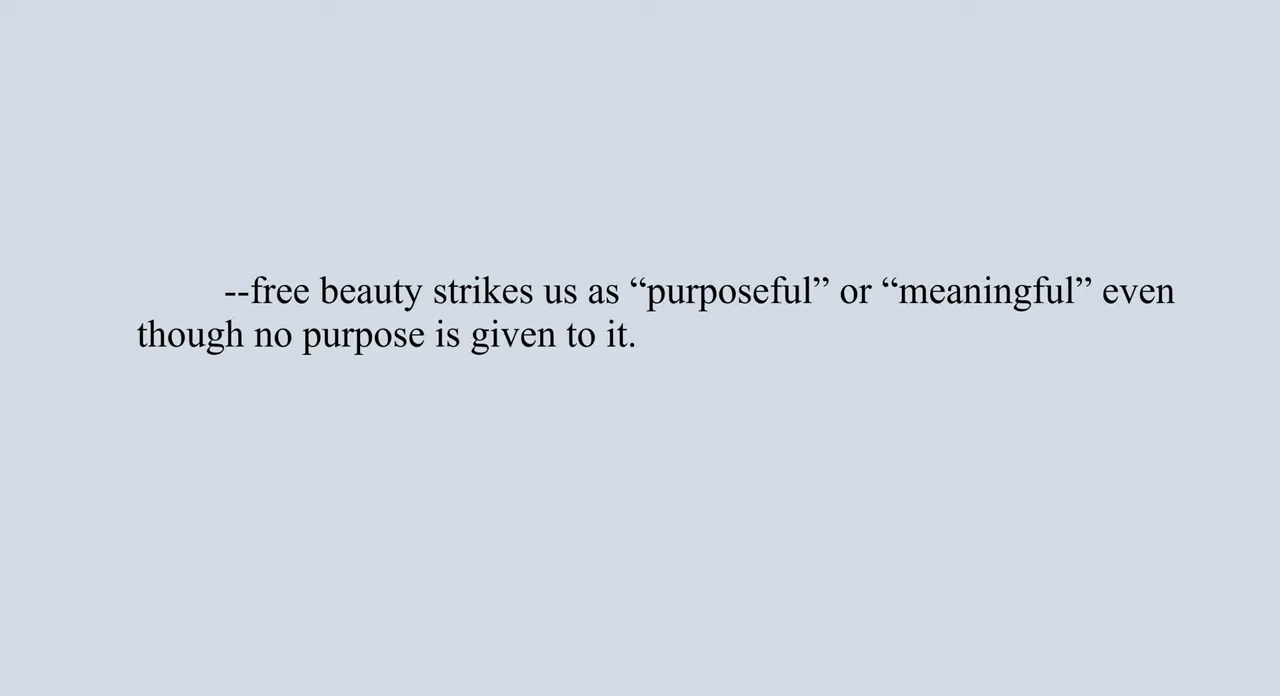 --free beauty strikes us as “purposeful” or “meaningful” even
though no purpose is given to it.